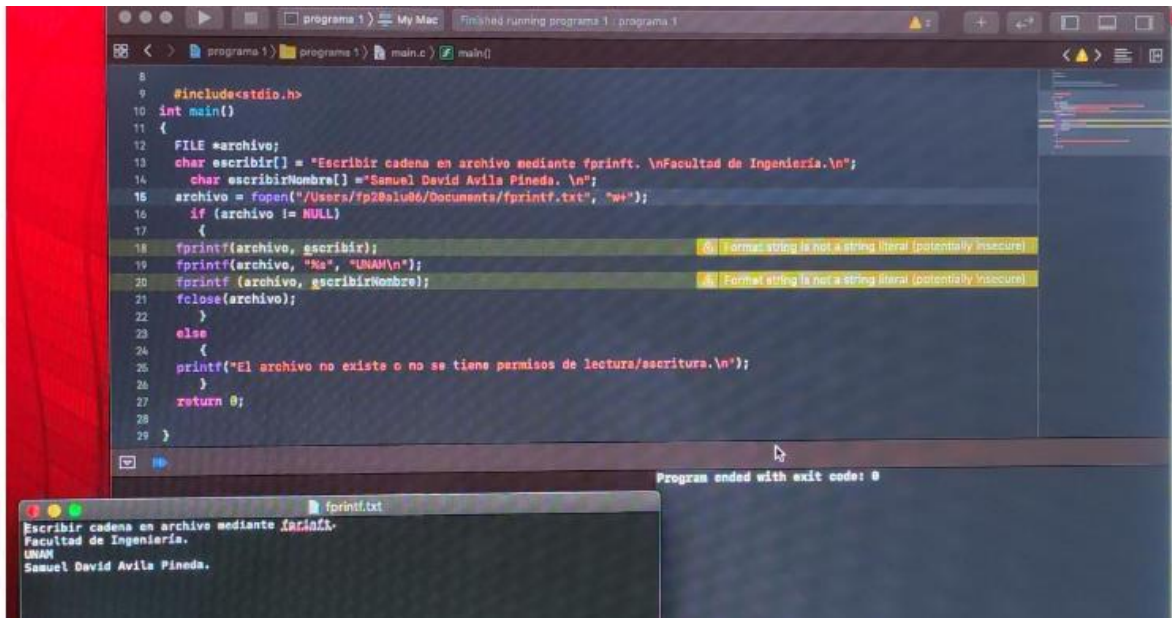 programa 1 〉 My Mac Finished running programa 1 : programa 1
programa 1 〉 programa 1 〉 main.c 〉 main()
8
9 #include<stdio.h>
10 int main()
11 {
12 FILE *archivo;
13 char escribir[] = "Escribir cadena en archivo mediante fprinft. \nFacultad de Ingeniería.\n";
14 char escribirNombre[] ="Samuel David Avila Pineda. \n";
15 archivo = fopen("/Users/fp20alu06/Documents/fprintf.txt", "w+");
16 if (archivo != NULL)
17 {
18 fprintf(archivo, escribir); Format string is not a string literal (potentially insecure)
19 fprintf(archivo, "%s", "UNAM\n");
20 fprintf (archivo, escribirNombre); Format string is not a string literal (potentially insecure)
21 fclose(archivo);
22 }
23 else
24 {
25 printf("El archivo no existe o no se tiene permisos de lectura/escritura.\n");
26 }
27 return 0;
28
29 }
Program ended with exit code: 0
fprintf.txt
Escribir cadena en archivo mediante fprinft.
Facultad de Ingeniería.
UNAM
Samuel David Avila Pineda.